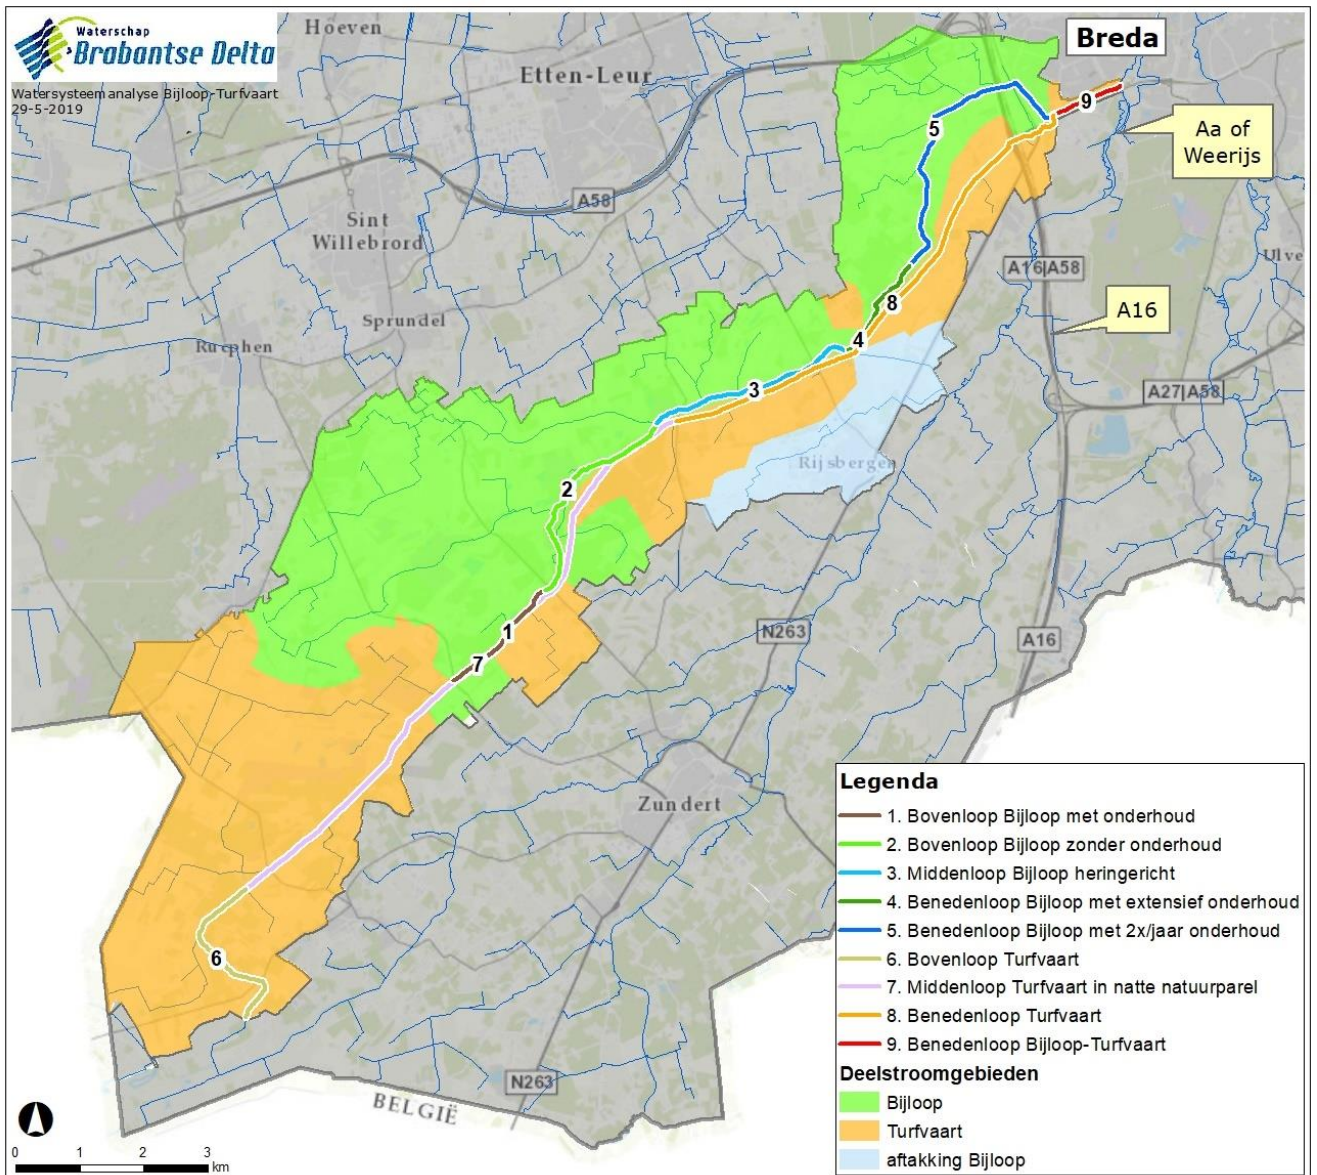 Waterschap
Brabantse Delta
Watersysteemanalyse Bijloop-Turfvaart
29-5-2019
Hoeven
Etten-Leur
Breda
9
5
Aa of
Weerijs
A58
Sint
Willebrord
Ulve
A16|A58
8
A16
Sprundel
Rucphen
4
3
A27|A58
Rijsbergen
2
1
N263
A16
7
Zundert
6
N263
BELGIË
0 1 2 3
km
Legenda
1. Bovenloop Bijloop met onderhoud
2. Bovenloop Bijloop zonder onderhoud
3. Middenloop Bijloop heringericht
4. Benedenloop Bijloop met extensief onderhoud
5. Benedenloop Bijloop met 2x/jaar onderhoud
6. Bovenloop Turfvaart
7. Middenloop Turfvaart in natte natuurparel
8. Benedenloop Turfvaart
9. Benedenloop Bijloop-Turfvaart
Deelstroomgebieden
Bijloop
Turfvaart
aftakking Bijloop